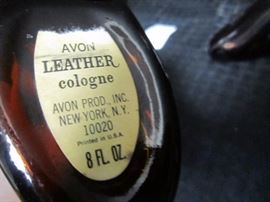 AVON
LEATHER
cologne
AVON PROD., INC.
NEW YORK, N.Y.
10020
Printed in U.S.A.
8 FL. OZ.